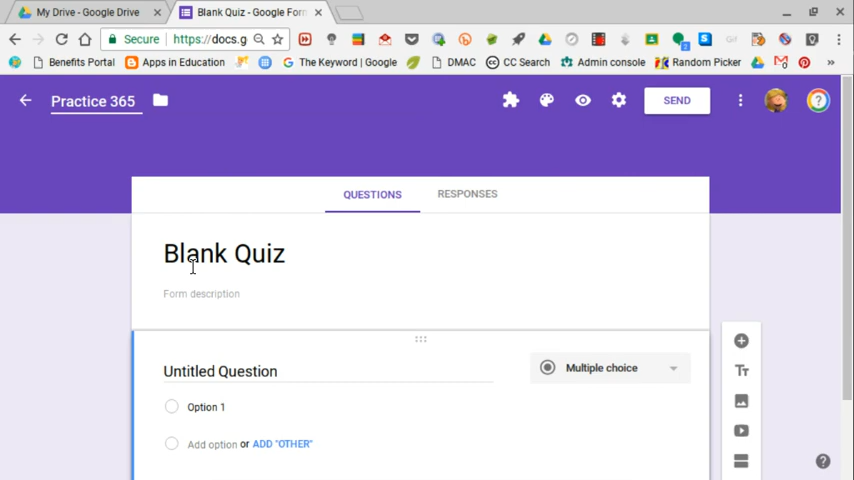 My Drive - Google Drive
Blank Quiz - Google Form
Secure
https://docs.g
Benefits Portal
Apps in Education
The Keyword | Google
DMAC
CC Search
Admin console
Random Picker
»
Practice 365
SEND
QUESTIONS
RESPONSES
Blank Quiz
Form description
Untitled Question
Multiple choice
Option 1
Add option or ADD "OTHER"